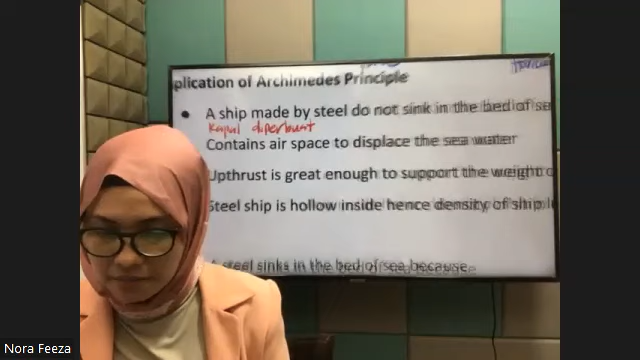 plication of Archimedes Principle
• A ship made by steel do not sink in the bed of se
Kapal diperbuat
Contains air space to displace the sea water
Upthrust is great enough to support the weight o
Steel ship is hollow inside hence density of ship
A steel sinks in the bed of sea because
Nora Feeza